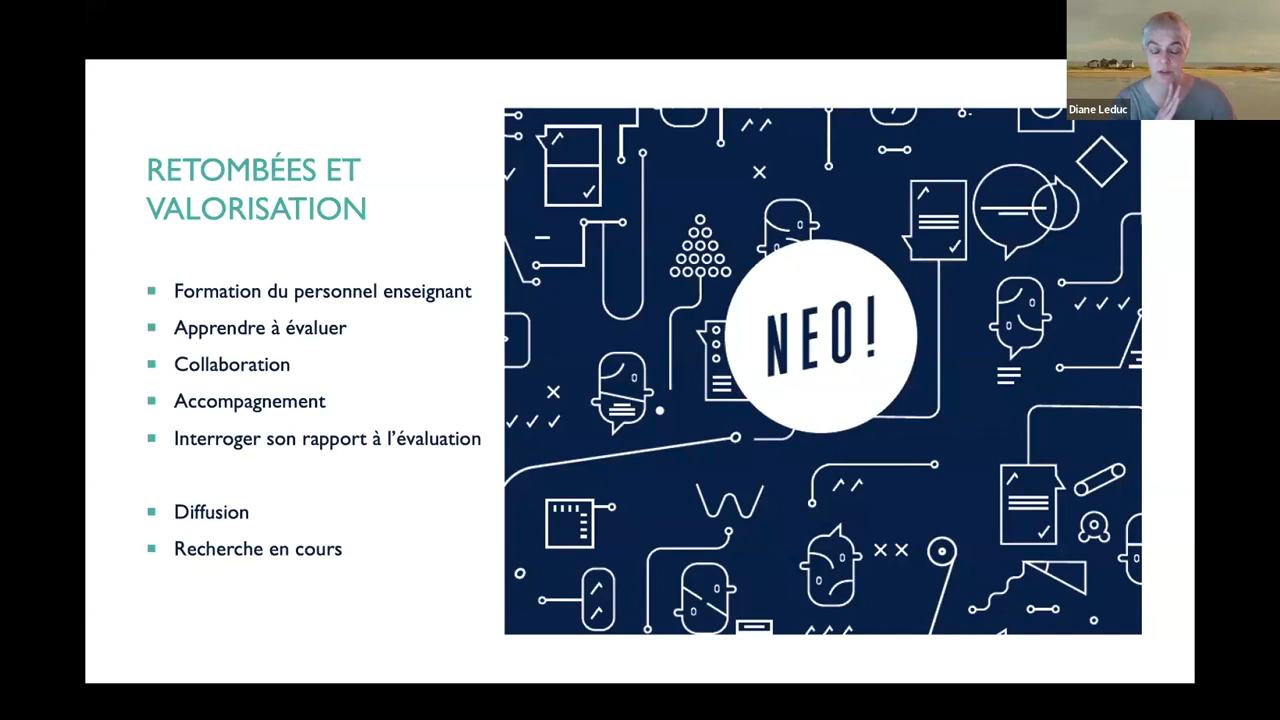 Diane Leduc
RETOMBÉES ET
VALORISATION
Formation du personnel enseignant
Apprendre à évaluer
Collaboration
Accompagnement
Interroger son rapport à l'évaluation
Diffusion
Recherche en cours
NEO!